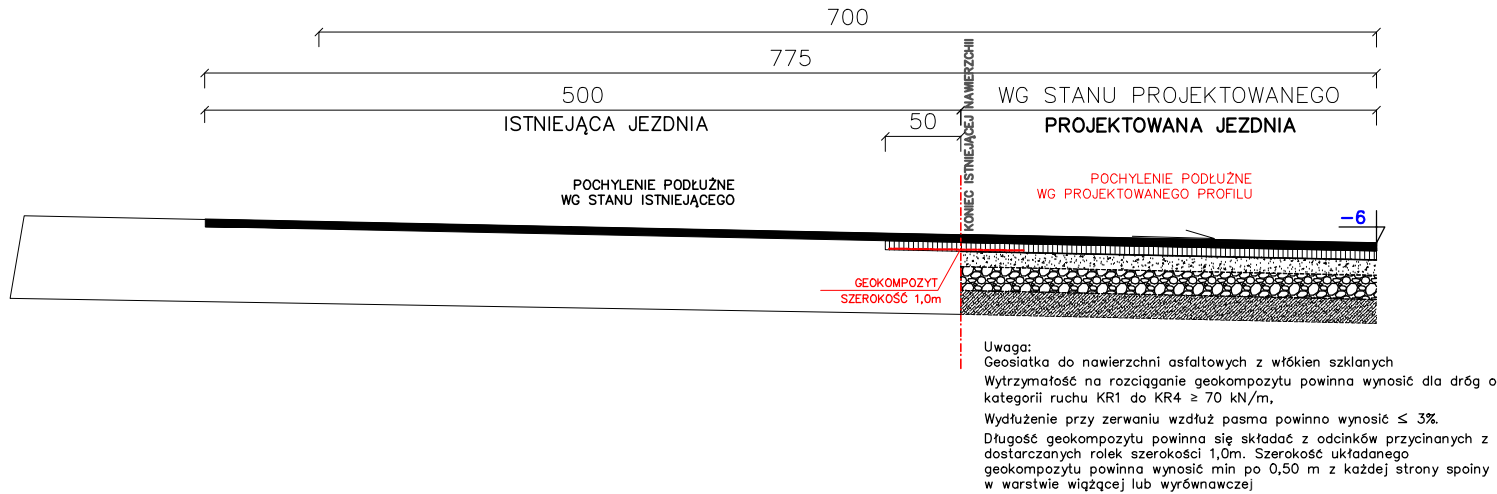 700
775
500
WG STANU PROJEKTOWANEGO
ISTNIEJĄCA JEZDNIA
50
PROJEKTOWANA JEZDNIA
KONIEC ISTNIEJĄCEJ NAWIERZCHII
POCHYLENIE PODŁUŻNE
WG STANU ISTNIEJĄCEGO
POCHYLENIE PODŁUŻNE
WG PROJEKTOWANEGO PROFILU
-6
GEOKOMPOZYT
SZEROKOŚĆ 1,0m
Uwaga:
Geosiatka do nawierzchni asfaltowych z włókien szklanych
Wytrzymałość na rozciąganie geokompozytu powinna wynosić dla dróg o
kategorii ruchu KR1 do KR4 ≥ 70 kN/m,
Wydłużenie przy zerwaniu wzdłuż pasma powinno wynosić ≤ 3%.
Długość geokompozytu powinna się składać z odcinków przycinanych z
dostarczanych rolek szerokości 1,0m. Szerokość układanego
geokompozytu powinna wynosić min po 0,50 m z każdej strony spoiny
w warstwie wiążącej lub wyrównawczej